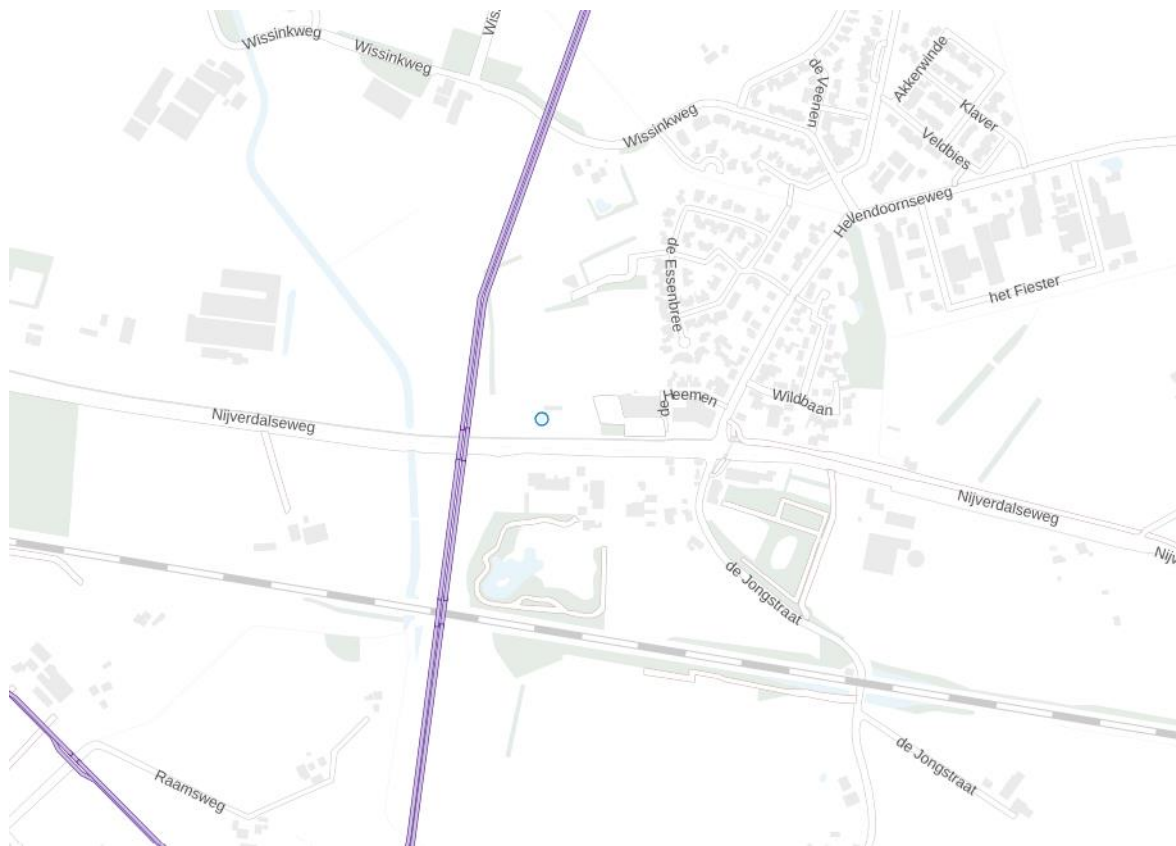 Wissinkweg
Wis
Wissinkweg
de Veenen
Akkerwinde
Klaver
Wissinkweg
Veldbies
Hellendoornseweg
de Essenbree
het Fiester
Heemen
de
Wildbaan
Nijverdalseweg
Nijverdalseweg
Nijv
de Jongstraat
de Jongstraat
Raamsweg